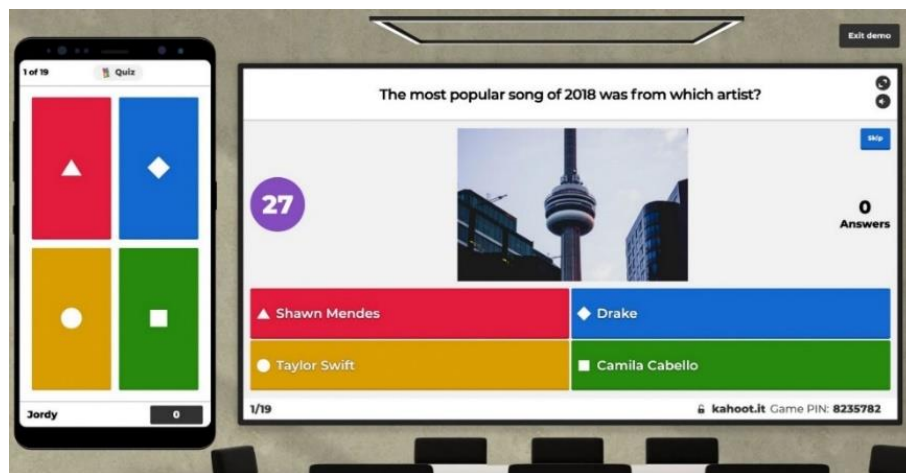 Exit demo
1 of 19
Quiz
The most popular song of 2018 was from which artist?
Skip
27
0
Answers
Shawn Mendes
Drake
Taylor Swift
Camila Cabello
Jordy
0
1/19
kahoot.it Game PIN: 8235782